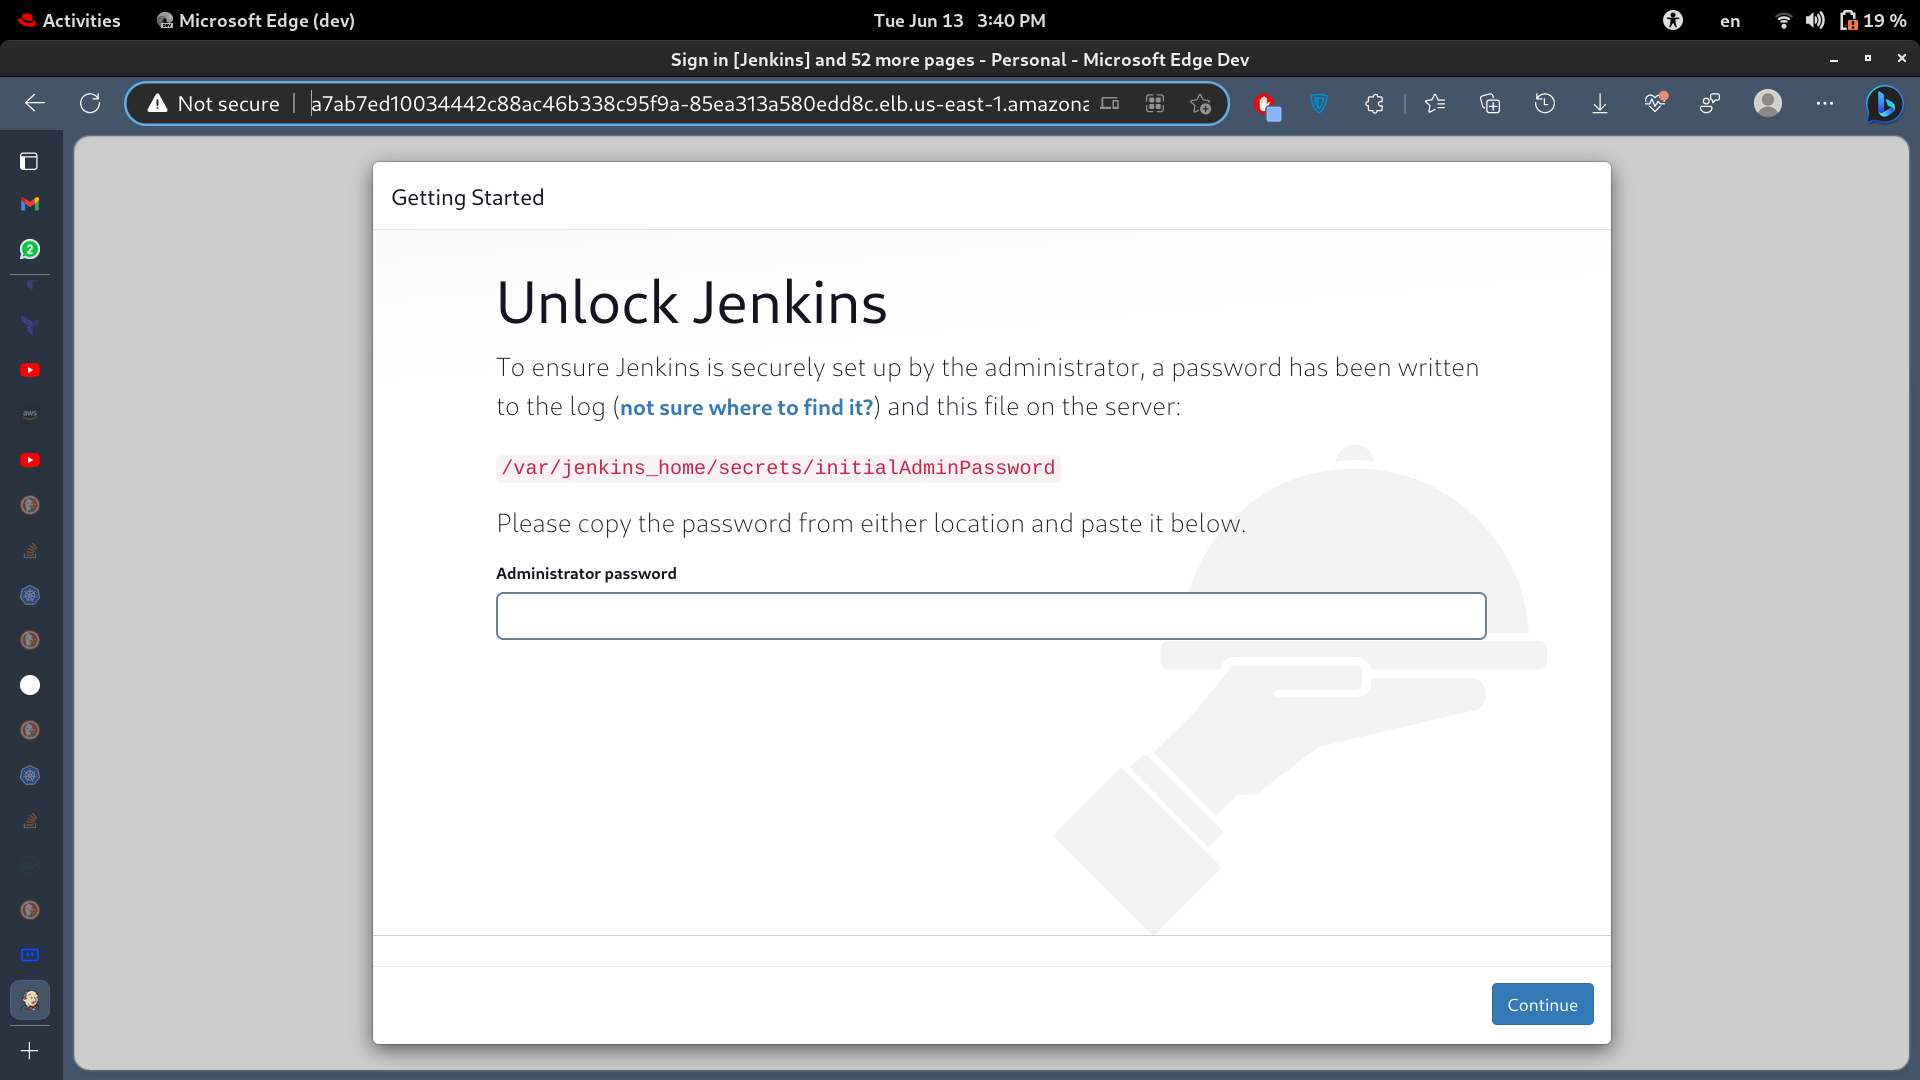 Activities Microsoft Edge (dev) Tue Jun 13 3:40 PM en 19 %
Sign in [Jenkins] and 52 more pages - Personal - Microsoft Edge Dev
Not secure a7ab7ed10034442c88ac46b338c95f9a-85ea313a580edd8c.elb.us-east-1.amazona
2
aws
Getting Started
Unlock Jenkins
To ensure Jenkins is securely set up by the administrator, a password has been written
to the log (not sure where to find it?) and this file on the server:
/var/jenkins_home/secrets/initialAdminPassword
Please copy the password from either location and paste it below.
Administrator password
Continue